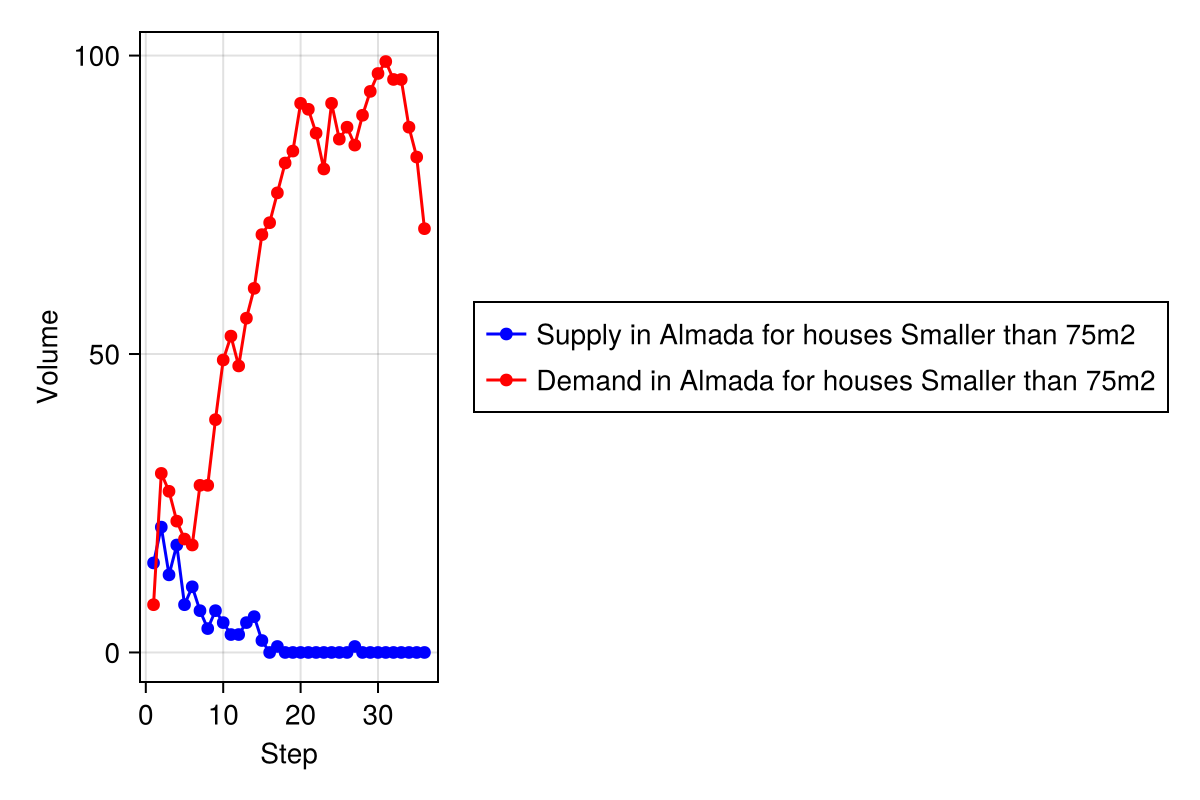 Volume
100
50
0
0 10 20 30
Step
Supply in Almada for houses Smaller than 75m2
Demand in Almada for houses Smaller than 75m2